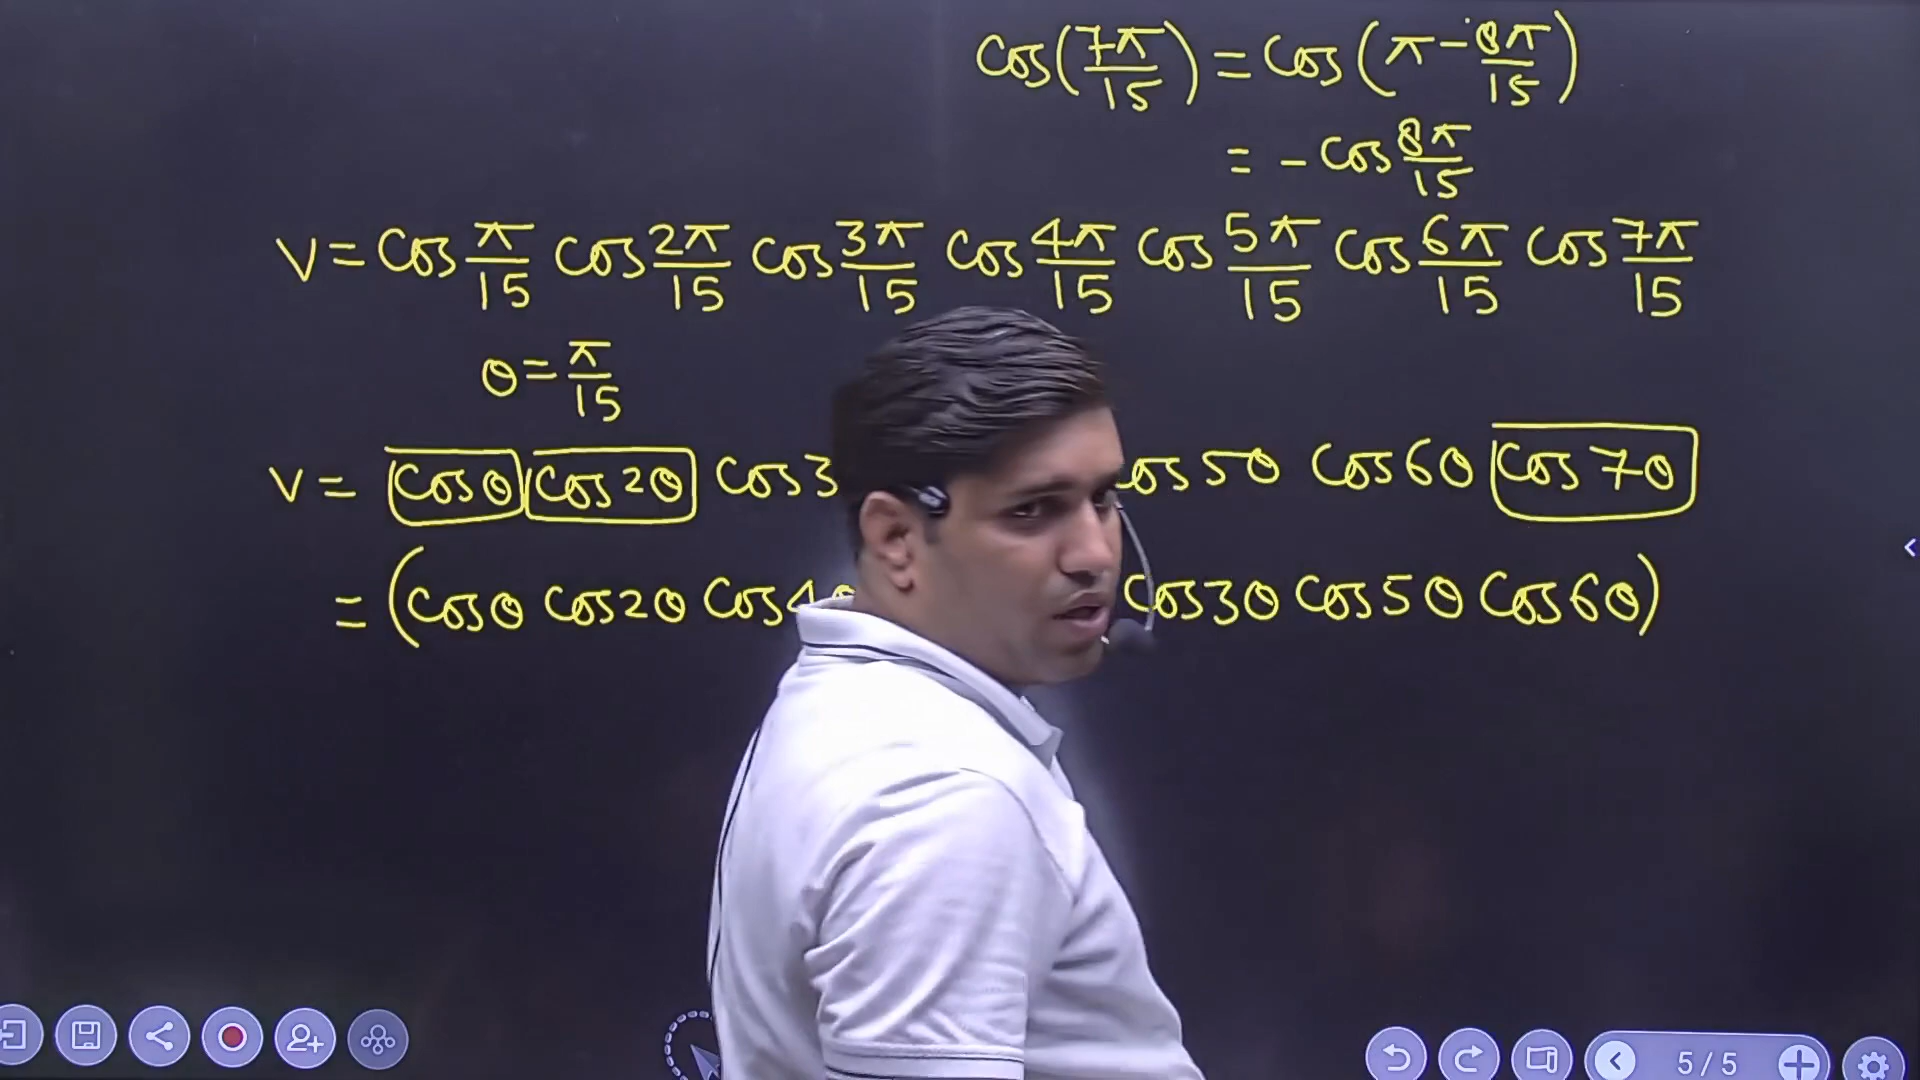 cos(7π/15) = cos(π - 8π/15)
= - cos 8π/15
V = cos π/15 cos 2π/15 cos 3π/15 cos 4π/15 cos 5π/15 cos 6π/15 cos 7π/15
θ = π/15
V = cosθ cos2θ cos3 cos5θ cos6θ cos7θ
= (cosθ cos2θ cos4θ cos3θ cos5θ cos6θ)
5/5